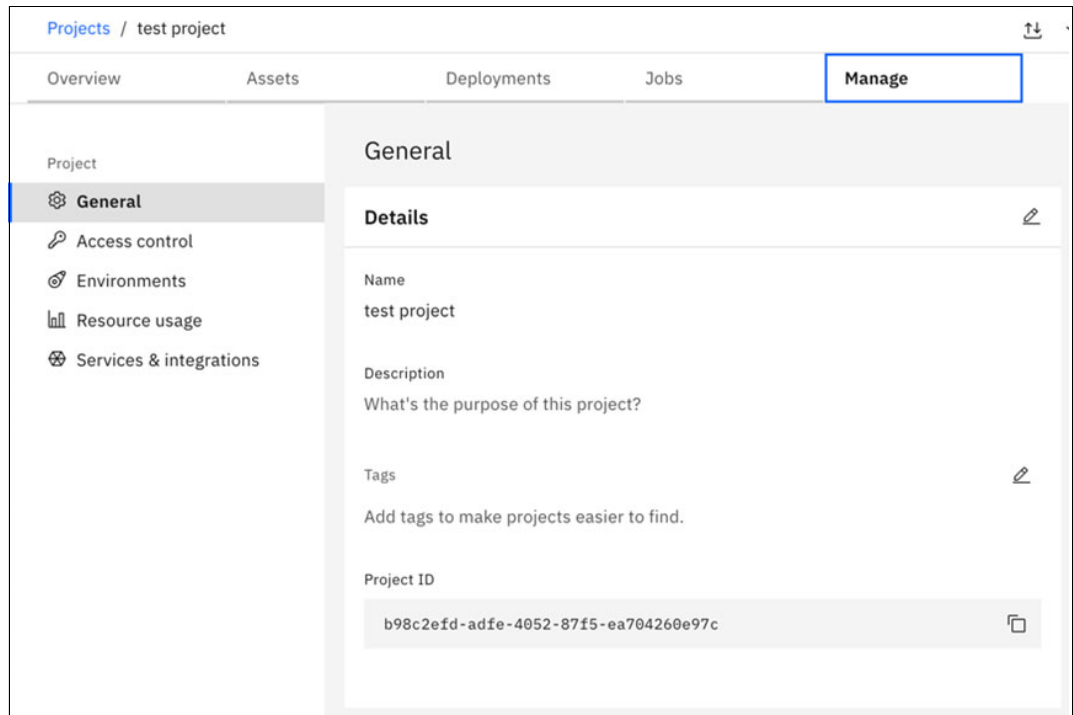 Projects / test project
Overview Assets Deployments Jobs Manage
Project
General
Access control
Environments
Resource usage
Services & integrations
General
Details
Name
test project
Description
What's the purpose of this project?
Tags
Add tags to make projects easier to find.
Project ID
b98c2efd-adfe-4052-87f5-ea704260e97c